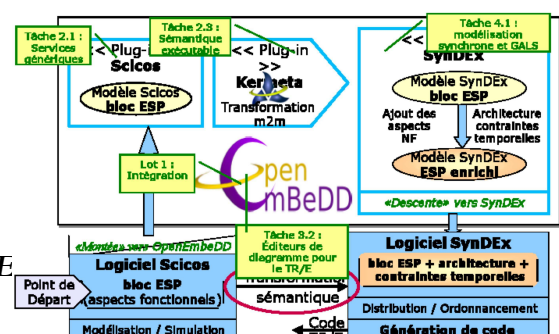 Tâche 2.1 :
Services
génériques
<< Plug-in
Scicos
Modèle Scicos
bloc ESP
Tâche 2.3 :
Sémantique
exécutable
<< Plug-in
>>
Kermeta
Transformation
m2m
Tâche 4.1 :
modélisation
synchrone et GALS
<<
SynDEx
Modèle SynDEx
bloc ESP
Ajout des
aspects
NF
Architecture
contraintes
temporelles
Modèle SynDEx
ESP enrichi
«Descente» vers SynDEx
Lot 1 :
Intégration
OpenEmBeDD
«Montée» vers OpenEmBeDD
Tâche 3.2 :
Éditeurs de
diagramme pour
le TR/E
E
Point de
Départ
Logiciel Scicos
bloc ESP
(aspects fonctionnels)
Modélisation / Simulation
Transformation
sémantique
Code
Logiciel SynDEx
bloc ESP + architecture +
contraintes temporelles
Distribution / Ordonnancement
Génération de code